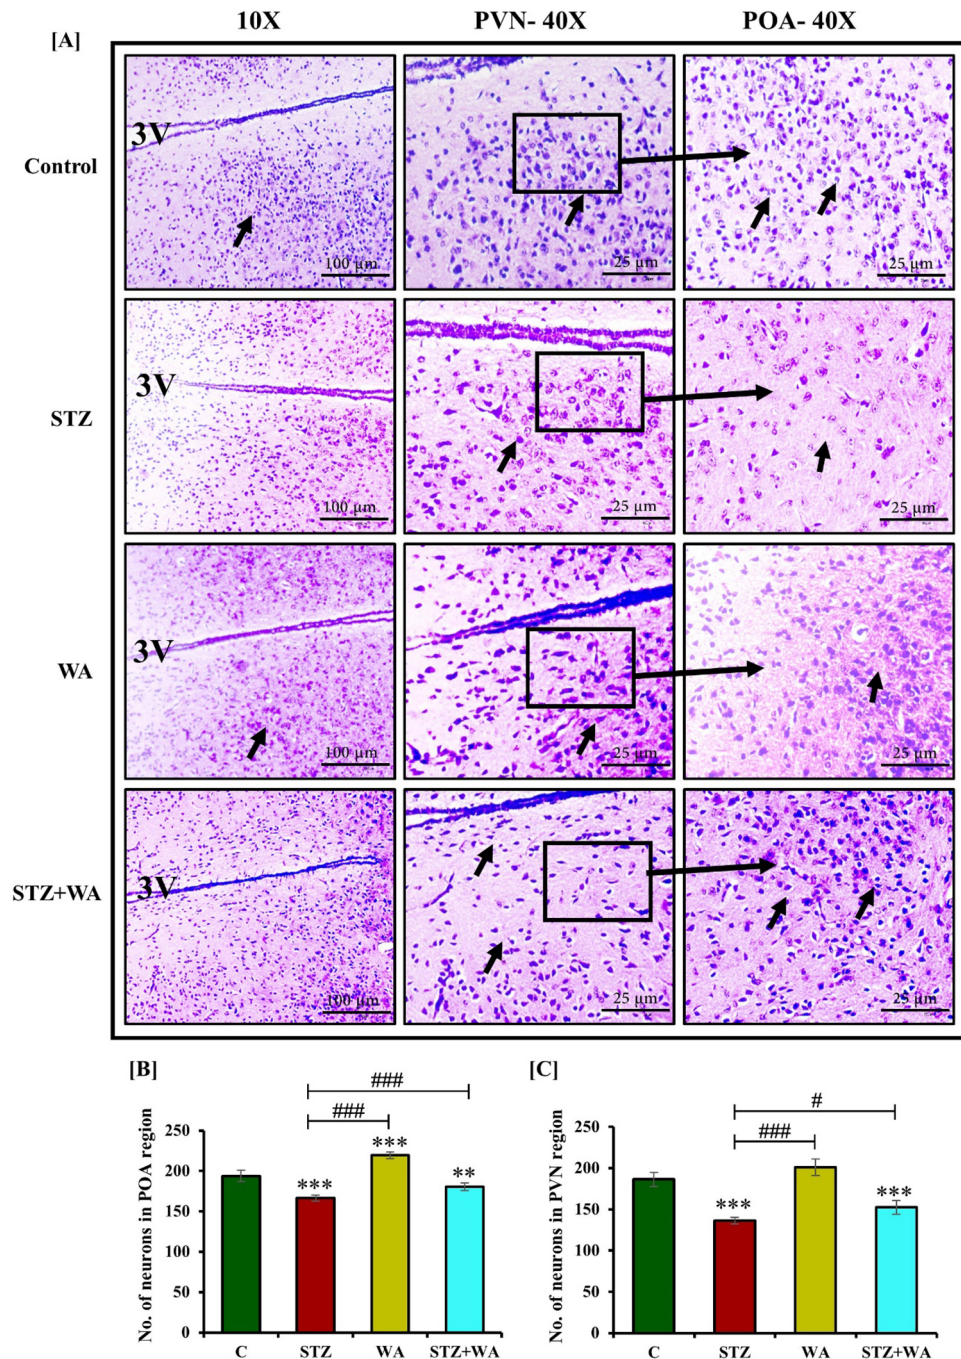 10X PVN- 40X POA- 40X
[A]
3V
Control
100 μm
25 μm
25 μm
3V
STZ
100 μm
25 μm
25 μm
3V
WA
100 μm
25 μm
25 μm
3V
STZ+WA
100 μm
25 μm
25 μm
[B]
###
###
No. of neurons in POA region
250
200
150
100
50
0
***
***
**
C STZ WA STZ+WA
[C]
#
###
No. of neurons in PVN region
250
200
150
100
50
0
***
***
C STZ WA STZ+WA